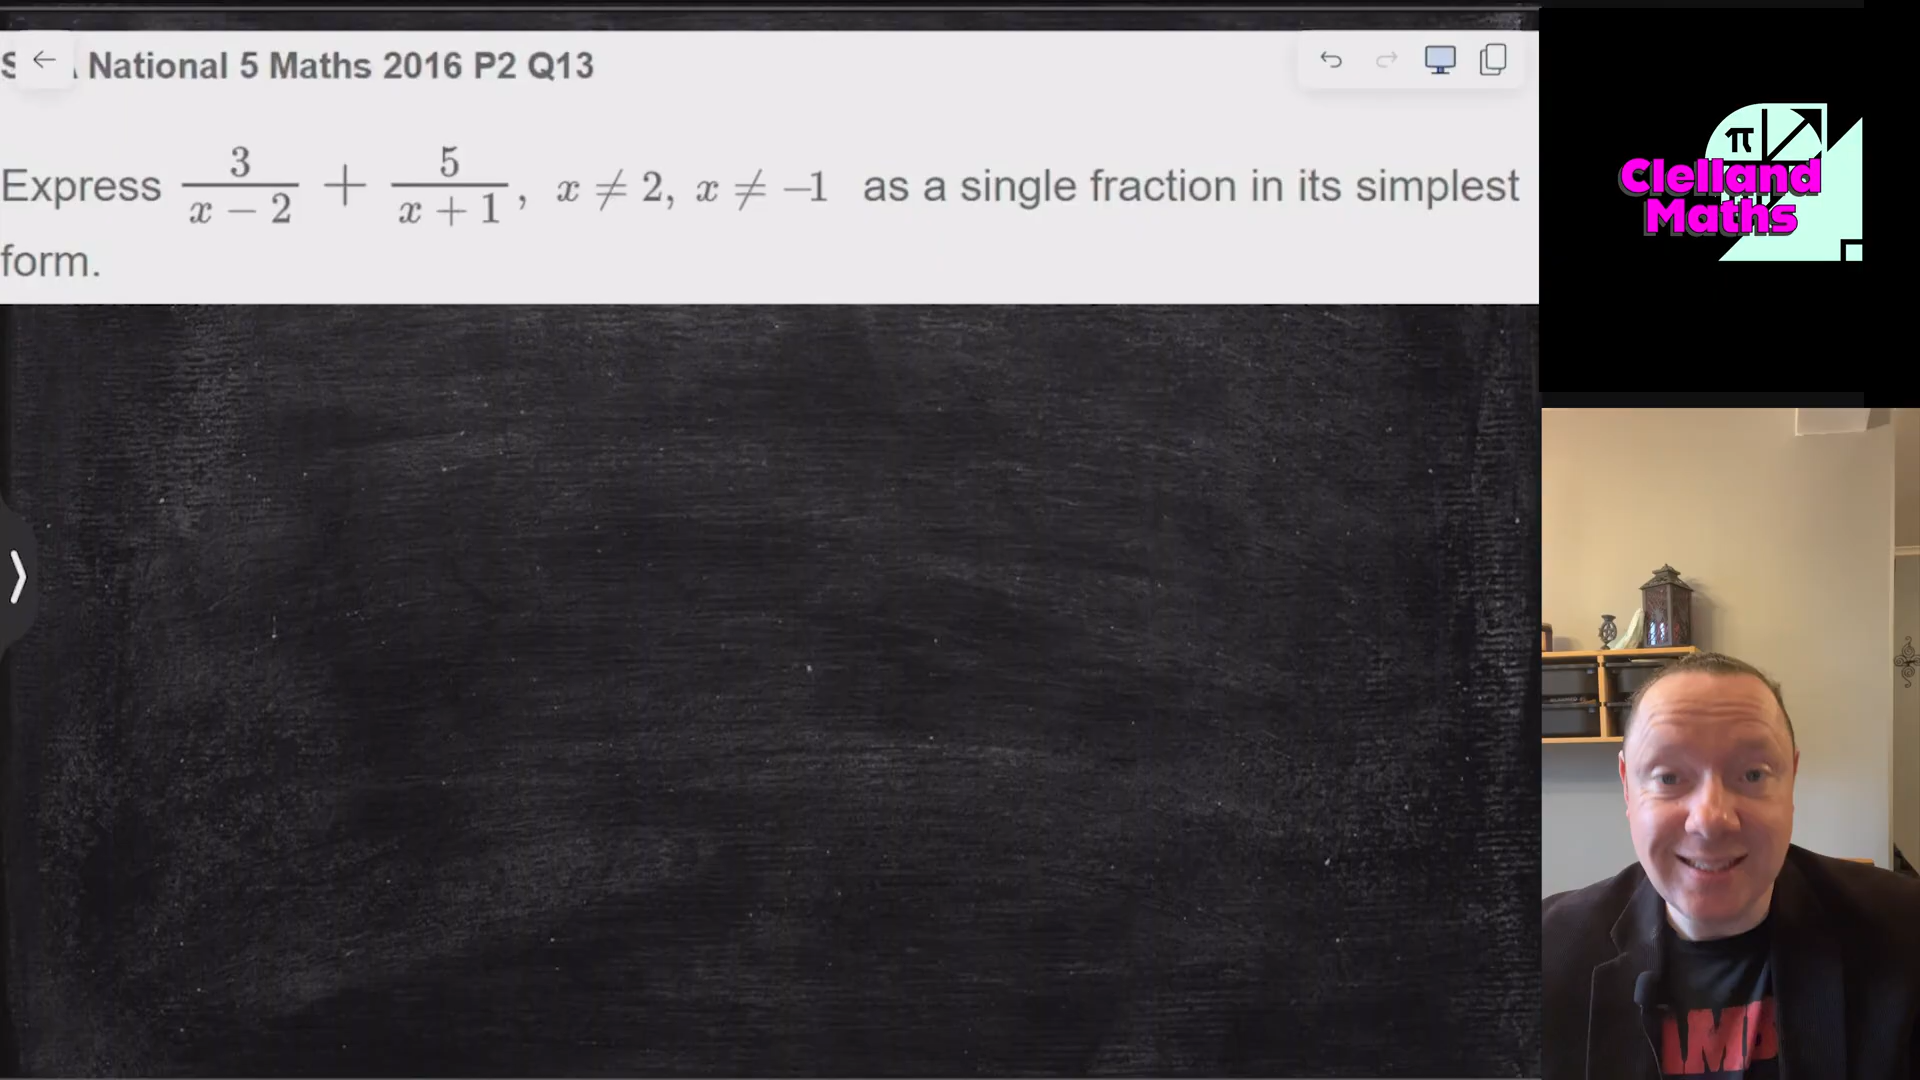 National 5 Maths 2016 P2 Q13
Express 3/(x − 2) + 5/(x + 1), x ≠ 2, x ≠ −1 as a single fraction in its simplest
form.
π
Clelland
Maths